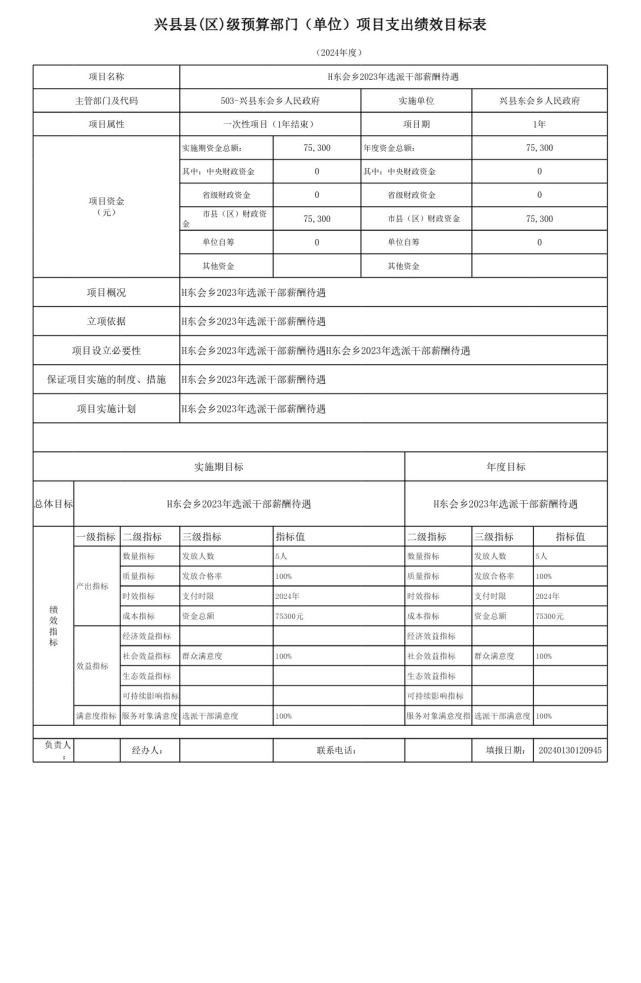 兴县县(区)级预算部门（单位）项目支出绩效目标表
（2024年度）
项目名称 H东会乡2023年选派干部薪酬待遇
主管部门及代码 503-兴县东会乡人民政府 实施单位 兴县东会乡人民政府
项目属性 一次性项目（1年结束） 项目期 1年
项目资金
（元）
实施期资金总额： 75,300 年度资金总额： 75,300
其中：中央财政资金 0 其中：中央财政资金 0
省级财政资金 0 省级财政资金 0
市县（区）财政资
金 75,300 市县（区）财政资金 75,300
单位自筹 0 单位自筹 0
其他资金 其他资金
项目概况 H东会乡2023年选派干部薪酬待遇
立项依据 H东会乡2023年选派干部薪酬待遇
项目设立必要性 H东会乡2023年选派干部薪酬待遇H东会乡2023年选派干部薪酬待遇
保证项目实施的制度、措施 H东会乡2023年选派干部薪酬待遇
项目实施计划 H东会乡2023年选派干部薪酬待遇
实施期目标 年度目标
总体目标 H东会乡2023年选派干部薪酬待遇 H东会乡2023年选派干部薪酬待遇
绩效指标
一级指标 二级指标 三级指标 指标值 二级指标 三级指标 指标值
产出指标
数量指标 发放人数 5人 数量指标 发放人数 5人
质量指标 发放合格率 100% 质量指标 发放合格率 100%
时效指标 支付时限 2024年 时效指标 支付时限 2024年
成本指标 资金总额 75300元 成本指标 资金总额 75300元
效益指标
经济效益指标 经济效益指标
社会效益指标 群众满意度 100% 社会效益指标 群众满意度 100%
生态效益指标 生态效益指标
可持续影响指标 可持续影响指标
满意度指标 服务对象满意度 选派干部满意度 100% 服务对象满意度指 选派干部满意度 100%
负责人
： 经办人： 联系电话： 填报日期： 20240130120945